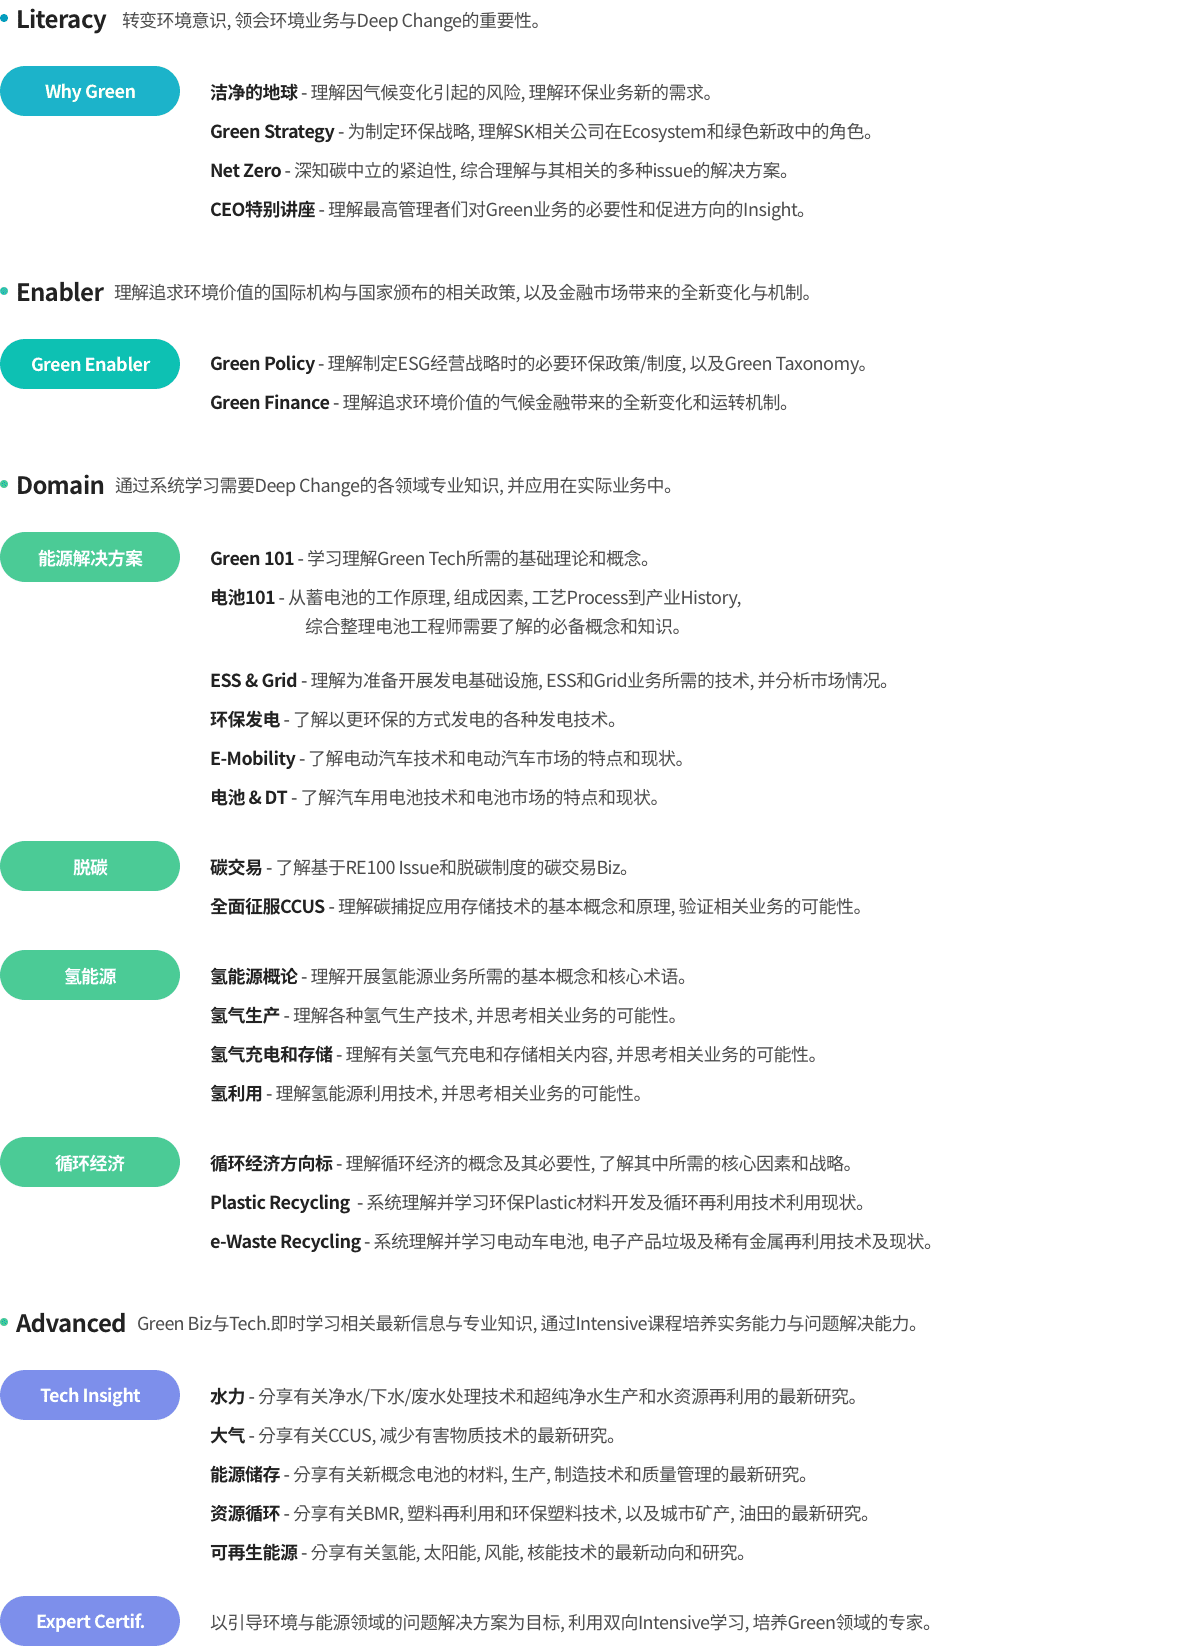 Literacy 转变环境意识, 领会环境业务与Deep Change的重要性。
Why Green
洁净的地球 - 理解因气候变化引起的风险, 理解环保业务新的需求。
Green Strategy - 为制定环保战略, 理解SK相关公司在Ecosystem和绿色新政中的角色。
Net Zero - 深知碳中立的紧迫性, 综合理解与其相关的多种issue的解决方案。
CEO特别讲座 - 理解最高管理者们对Green业务的必要性和促进方向的Insight。
Enabler 理解追求环境价值的国际机构与国家颁布的相关政策, 以及金融市场带来的全新变化与机制。
Green Enabler
Green Policy - 理解制定ESG经营战略时的必要环保政策/制度, 以及Green Taxonomy。
Green Finance - 理解追求环境价值的气候金融带来的全新变化和运转机制。
Domain 通过系统学习需要Deep Change的各领域专业知识, 并应用在实际业务中。
能源解决方案
Green 101 - 学习理解Green Tech所需的基础理论和概念。
电池101 - 从蓄电池的工作原理, 组成因素, 工艺Process到产业History,
综合整理电池工程师需要了解的必备概念和知识。
ESS & Grid - 理解为准备开展发电基础设施, ESS和Grid业务所需的技术, 并分析市场情况。
环保发电 - 了解以更环保的方式发电的各种发电技术。
E-Mobility - 了解电动汽车技术和电动汽车市场的特点和现状。
电池 & DT - 了解汽车用电池技术和电池市场的特点和现状。
脱碳
碳交易 - 了解基于RE100 Issue和脱碳制度的碳交易Biz。
全面征服CCUS - 理解碳捕捉应用存储技术的基本概念和原理, 验证相关业务的可能性。
氢能源
氢能源概论 - 理解开展氢能源业务所需的基本概念和核心术语。
氢气生产 - 理解各种氢气生产技术, 并思考相关业务的可能性。
氢气充电和存储 - 理解有关氢气充电和存储相关内容, 并思考相关业务的可能性。
氢利用 - 理解氢能源利用技术, 并思考相关业务的可能性。
循环经济
循环经济方向标 - 理解循环经济的概念及其必要性, 了解其中所需的核心因素和战略。
Plastic Recycling - 系统理解并学习环保Plastic材料开发及循环再利用技术利用现状。
e-Waste Recycling - 系统理解并学习电动车电池, 电子产品垃圾及稀有金属再利用技术及现状。
Advanced Green Biz与Tech.即时学习相关最新信息与专业知识, 通过Intensive课程培养实务能力与问题解决能力。
Tech Insight
水力 - 分享有关净水/下水/废水处理技术和超纯净水生产和水资源再利用的最新研究。
大气 - 分享有关CCUS, 减少有害物质技术的最新研究。
能源储存 - 分享有关新概念电池的材料, 生产, 制造技术和质量管理的最新研究。
资源循环 - 分享有关BMR, 塑料再利用和环保塑料技术, 以及城市矿产, 油田的最新研究。
可再生能源 - 分享有关氢能, 太阳能, 风能, 核能技术的最新动向和研究。
Expert Certif.
以引导环境与能源领域的问题解决方案为目标, 利用双向Intensive学习, 培养Green领域的专家。